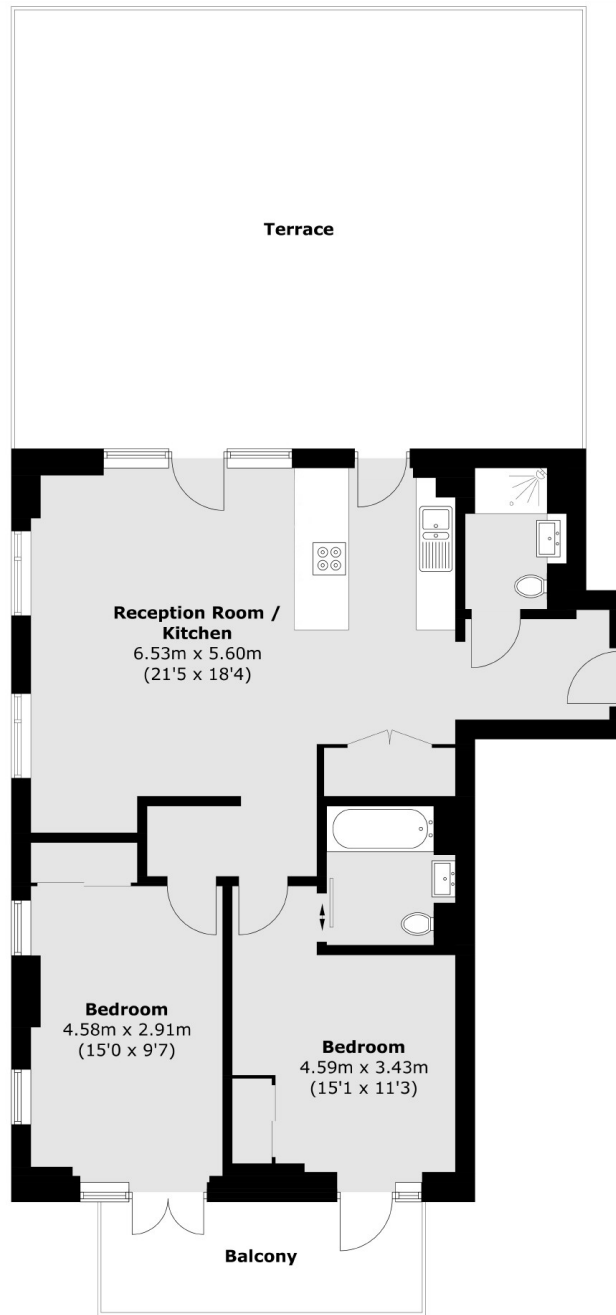 Terrace
Reception Room /
Kitchen
6.53m x 5.60m
(21'5 x 18'4)
Bedroom
4.58m x 2.91m
(15'0 x 9'7)
Bedroom
4.59m x 3.43m
(15'1 x 11'3)
Balcony